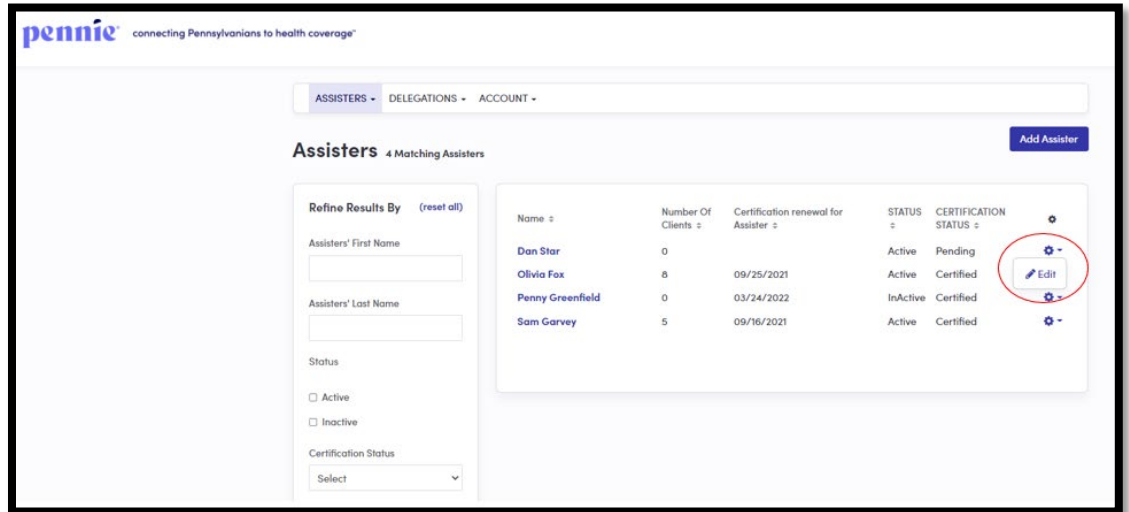 pennie connecting Pennsylvanians to health coverage"
ASSISTERS DELEGATIONS ACCOUNT
Assisters 4 Matching Assisters
Add Assister
Refine Results By (reset all)
Assisters' First Name
Assisters' Last Name
Status
Active
Inactive
Certification Status
Select
Name Number Of Clients Certification renewal for Assister STATUS CERTIFICATION STATUS
Dan Star 0 Active Pending
Olivia Fox 8 09/25/2021 Active Certified Edit
Penny Greenfield 0 03/24/2022 InActive Certified
Sam Garvey 5 09/16/2021 Active Certified